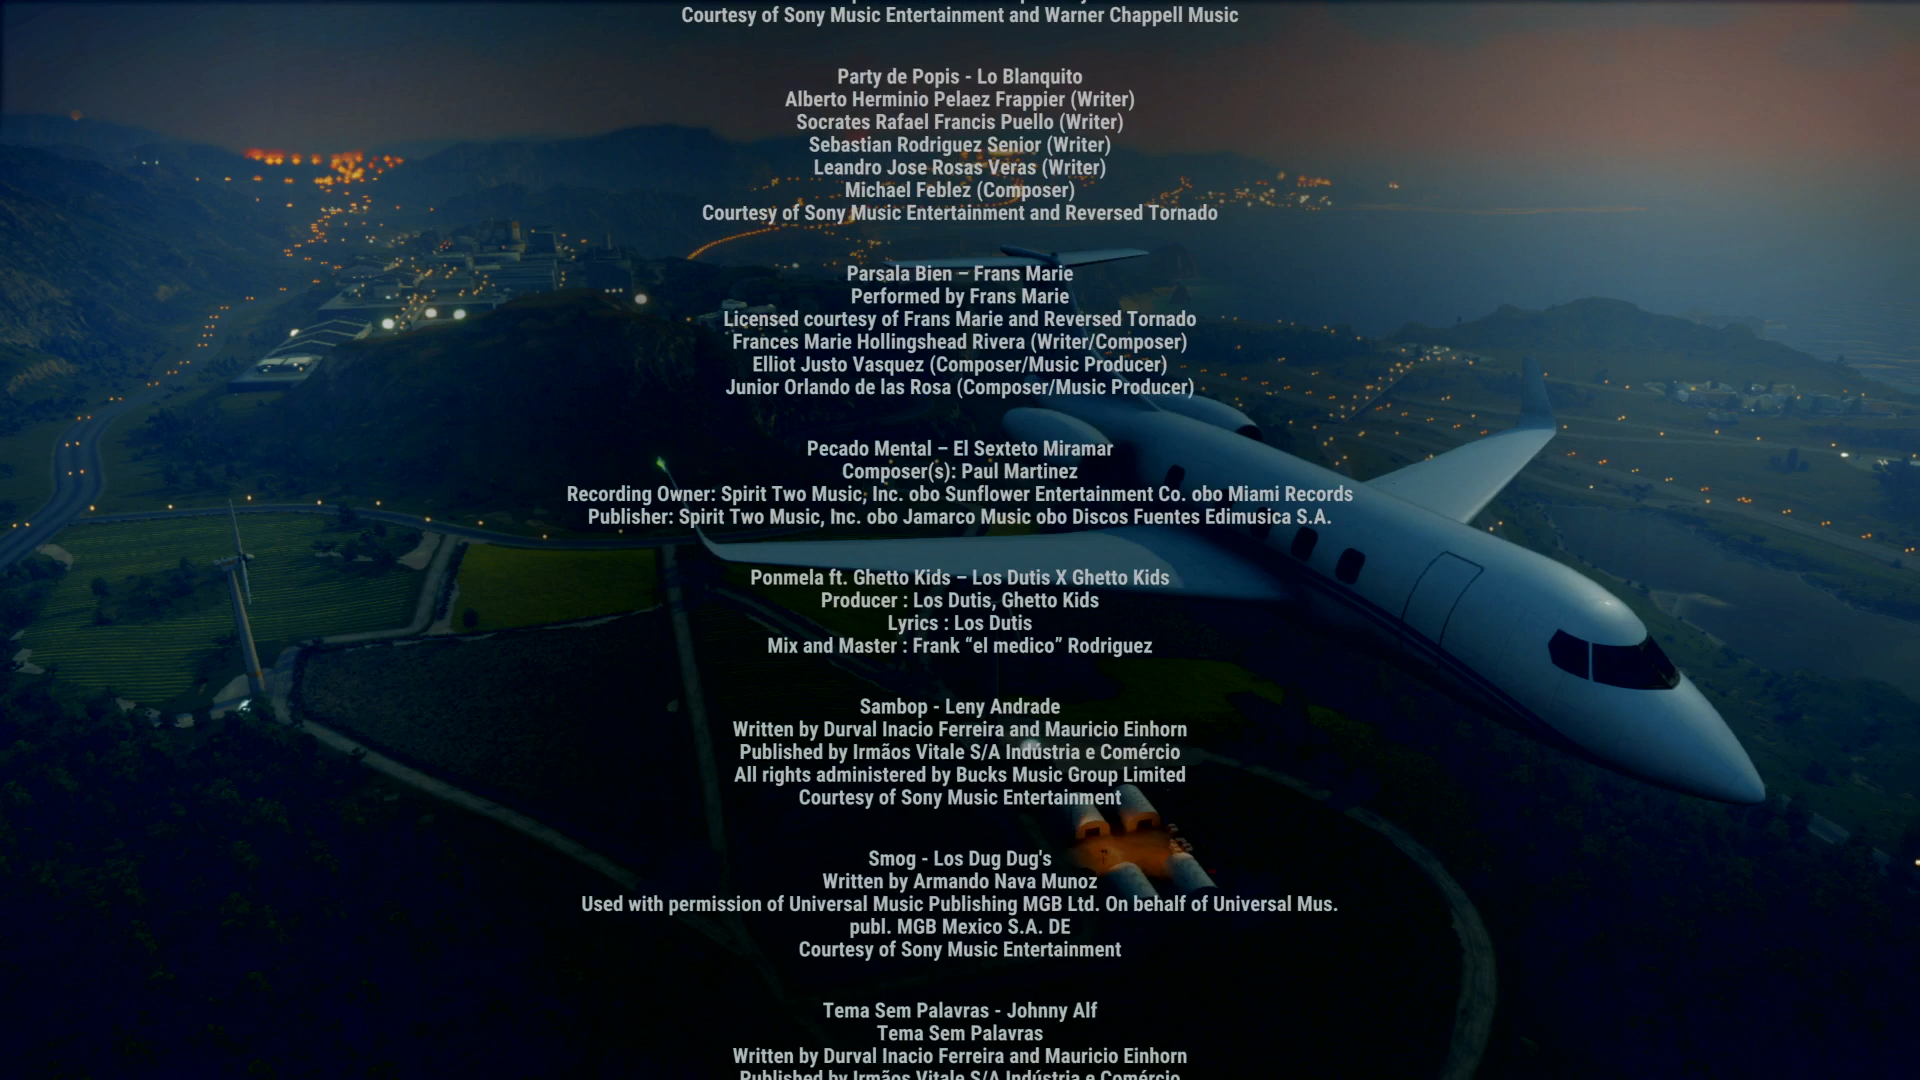 Courtesy of Sony Music Entertainment and Warner Chappell Music
Party de Popis - Lo Blanquito
Alberto Herminio Pelaez Frappier (Writer)
Socrates Rafael Francis Puello (Writer)
Sebastian Rodriguez Senior (Writer)
Leandro Jose Rosas Veras (Writer)
Michael Feblez (Composer)
Courtesy of Sony Music Entertainment and Reversed Tornado
Parsala Bien – Frans Marie
Performed by Frans Marie
Licensed courtesy of Frans Marie and Reversed Tornado
Frances Marie Hollingshead Rivera (Writer/Composer)
Elliot Justo Vasquez (Composer/Music Producer)
Junior Orlando de las Rosa (Composer/Music Producer)
Pecado Mental – El Sexteto Miramar
Composer(s): Paul Martinez
Recording Owner: Spirit Two Music, Inc. obo Sunflower Entertainment Co. obo Miami Records
Publisher: Spirit Two Music, Inc. obo Jamarco Music obo Discos Fuentes Edimusica S.A.
Ponmela ft. Ghetto Kids – Los Dutis X Ghetto Kids
Producer : Los Dutis, Ghetto Kids
Lyrics : Los Dutis
Mix and Master : Frank “el medico” Rodriguez
Sambop - Leny Andrade
Written by Durval Inacio Ferreira and Mauricio Einhorn
Published by Irmãos Vitale S/A Indústria e Comércio
All rights administered by Bucks Music Group Limited
Courtesy of Sony Music Entertainment
Smog - Los Dug Dug's
Written by Armando Nava Munoz
Used with permission of Universal Music Publishing MGB Ltd. On behalf of Universal Mus.
publ. MGB Mexico S.A. DE
Courtesy of Sony Music Entertainment
Tema Sem Palavras - Johnny Alf
Tema Sem Palavras
Written by Durval Inacio Ferreira and Mauricio Einhorn
Published by Irmãos Vitale S/A Indústria e Comércio